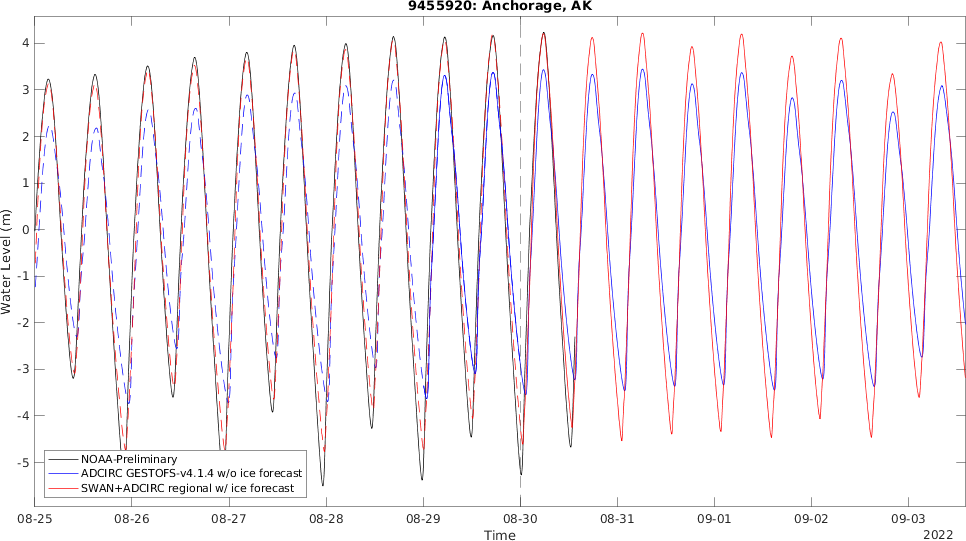 9455920: Anchorage, AK
4
3
2
1
0
-1
-2
-3
-4
-5
Water Level (m)
NOAA-Preliminary
ADCIRC GESTOFS-v4.1.4 w/o ice forecast
SWAN+ADCIRC regional w/ ice forecast
08-25 08-26 08-27 08-28 08-29 08-30 08-31 09-01 09-02 09-03
Time
2022